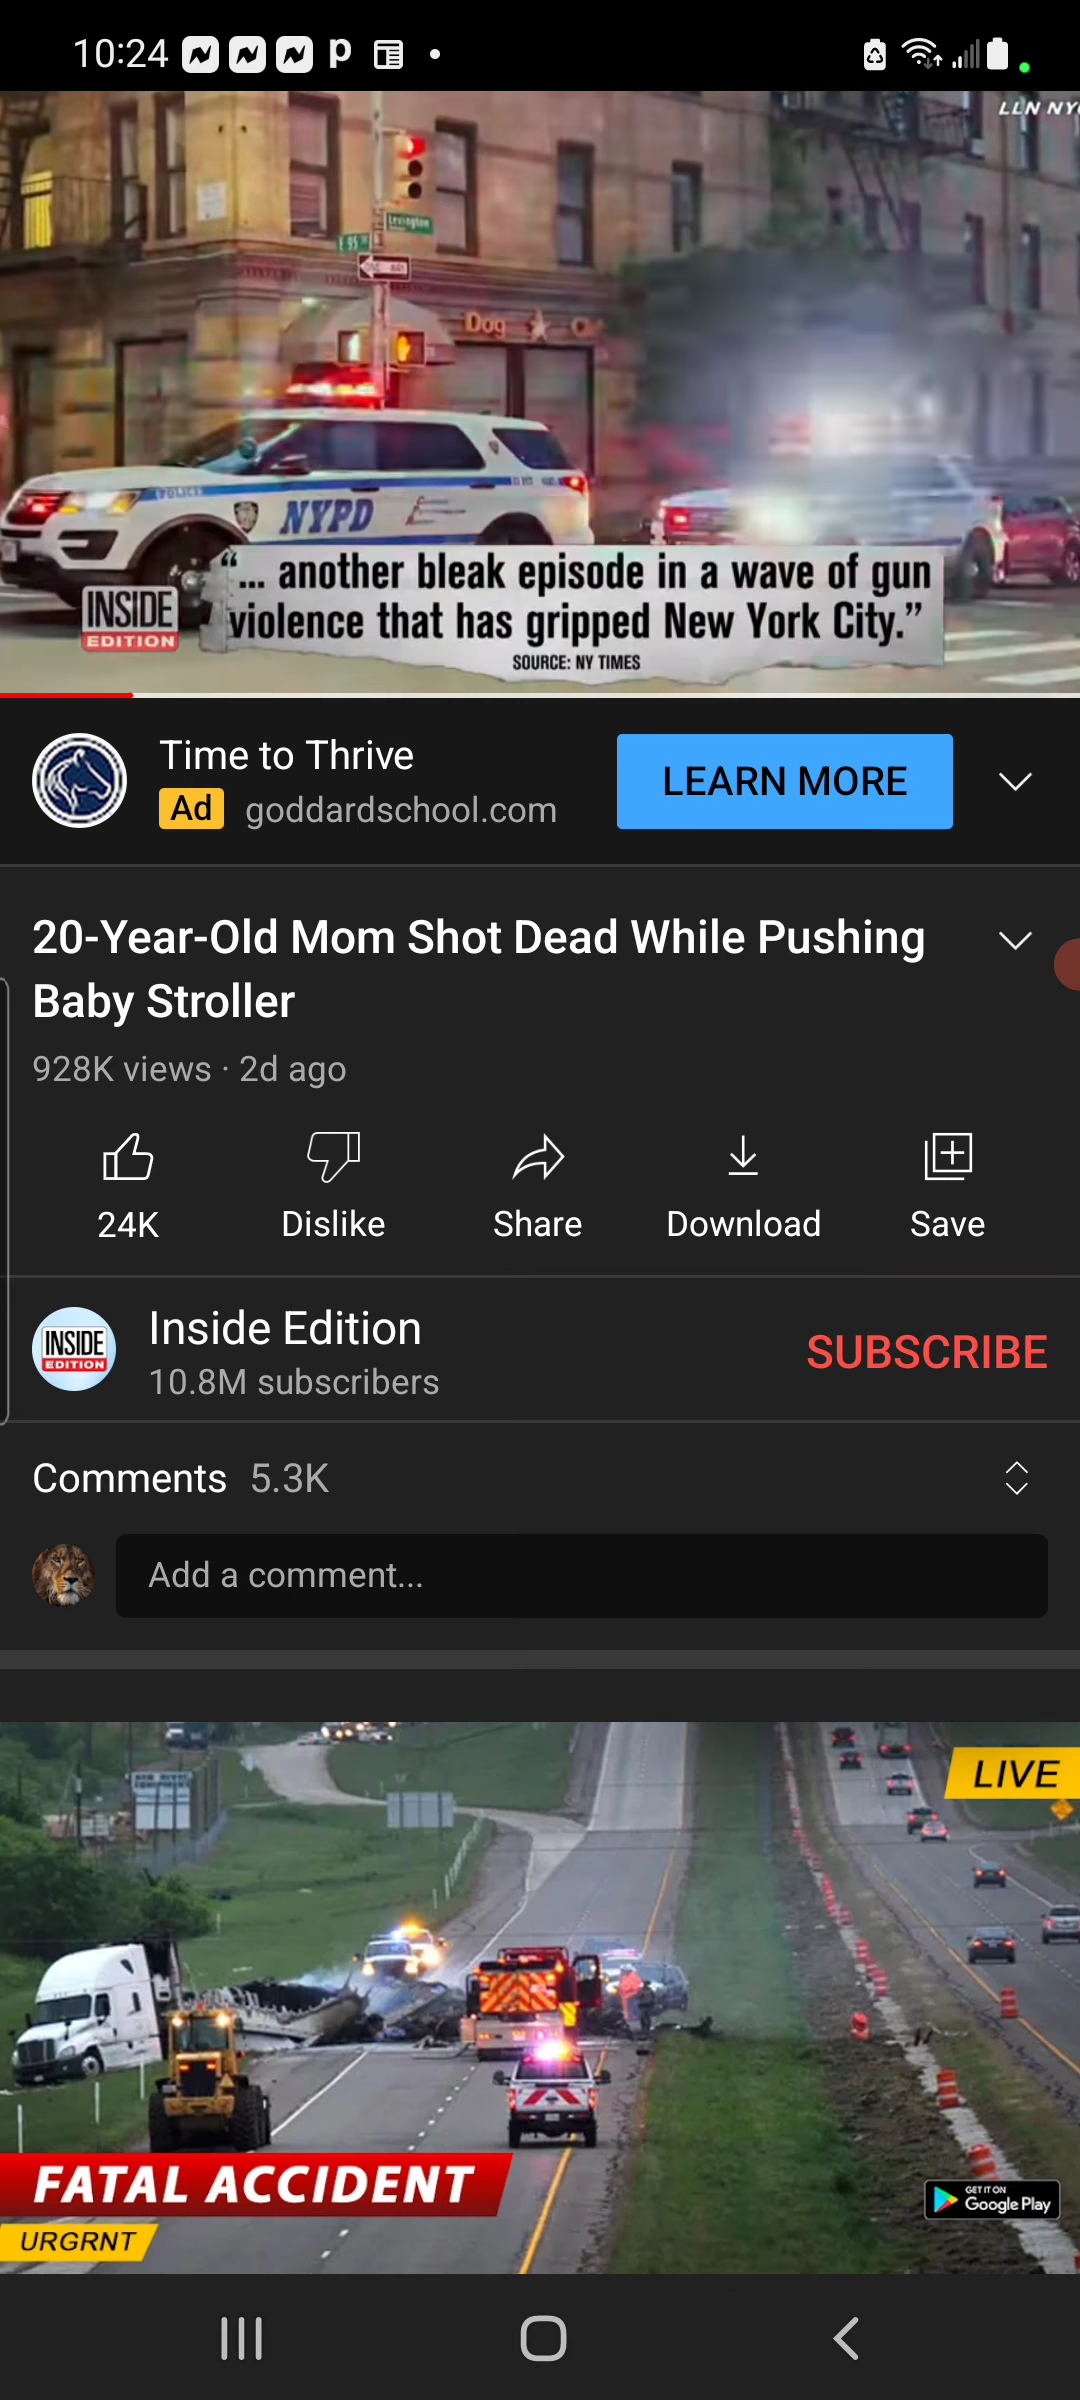 10:24
LLN NY
Lexington
E 95
Dog
NYPD
POLICE
"... another bleak episode in a wave of gun
violence that has gripped New York City."
SOURCE: NY TIMES
INSIDE
EDITION
Time to Thrive
LEARN MORE
Ad goddardschool.com
20-Year-Old Mom Shot Dead While Pushing
Baby Stroller
928K views · 2d ago
24K Dislike Share Download Save
INSIDE
EDITION
Inside Edition
10.8M subscribers
SUBSCRIBE
Comments 5.3K
Add a comment...
LIVE
FATAL ACCIDENT
URGRNT
GET IT ON
Google Play